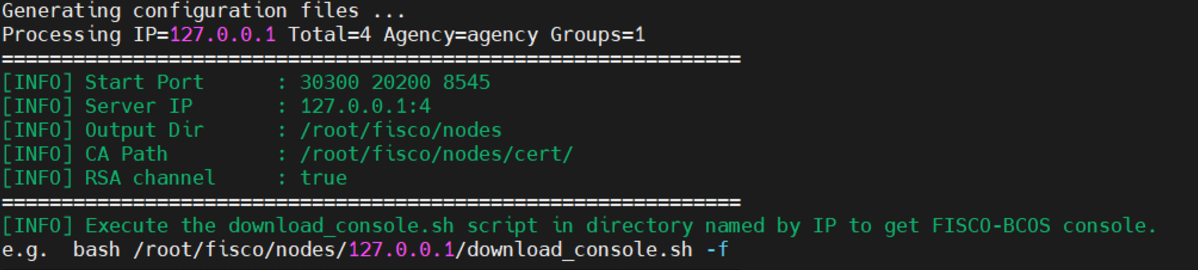 Generating configuration files ...
Processing IP=127.0.0.1 Total=4 Agency=agency Groups=1
==============================================================
[INFO] Start Port      : 30300 20200 8545
[INFO] Server IP       : 127.0.0.1:4
[INFO] Output Dir      : /root/fisco/nodes
[INFO] CA Path         : /root/fisco/nodes/cert/
[INFO] RSA channel     : true
==============================================================
[INFO] Execute the download_console.sh script in directory named by IP to get FISCO-BCOS console.
e.g.  bash /root/fisco/nodes/127.0.0.1/download_console.sh -f